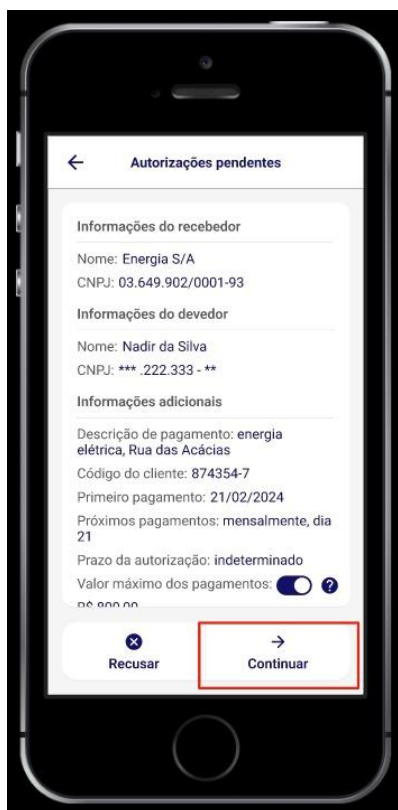 Autorizações pendentes
Informações do recebedor
Nome: Energia S/A
CNPJ: 03.649.902/0001-93
Informações do devedor
Nome: Nadir da Silva
CNPJ: *** .222.333 - **
Informações adicionais
Descrição de pagamento: energia
elétrica, Rua das Acácias
Código do cliente: 874354-7
Primeiro pagamento: 21/02/2024
Próximos pagamentos: mensalmente, dia
21
Prazo da autorização: indeterminado
Valor máximo dos pagamentos: ?
R$ 800,00
Recusar
Continuar